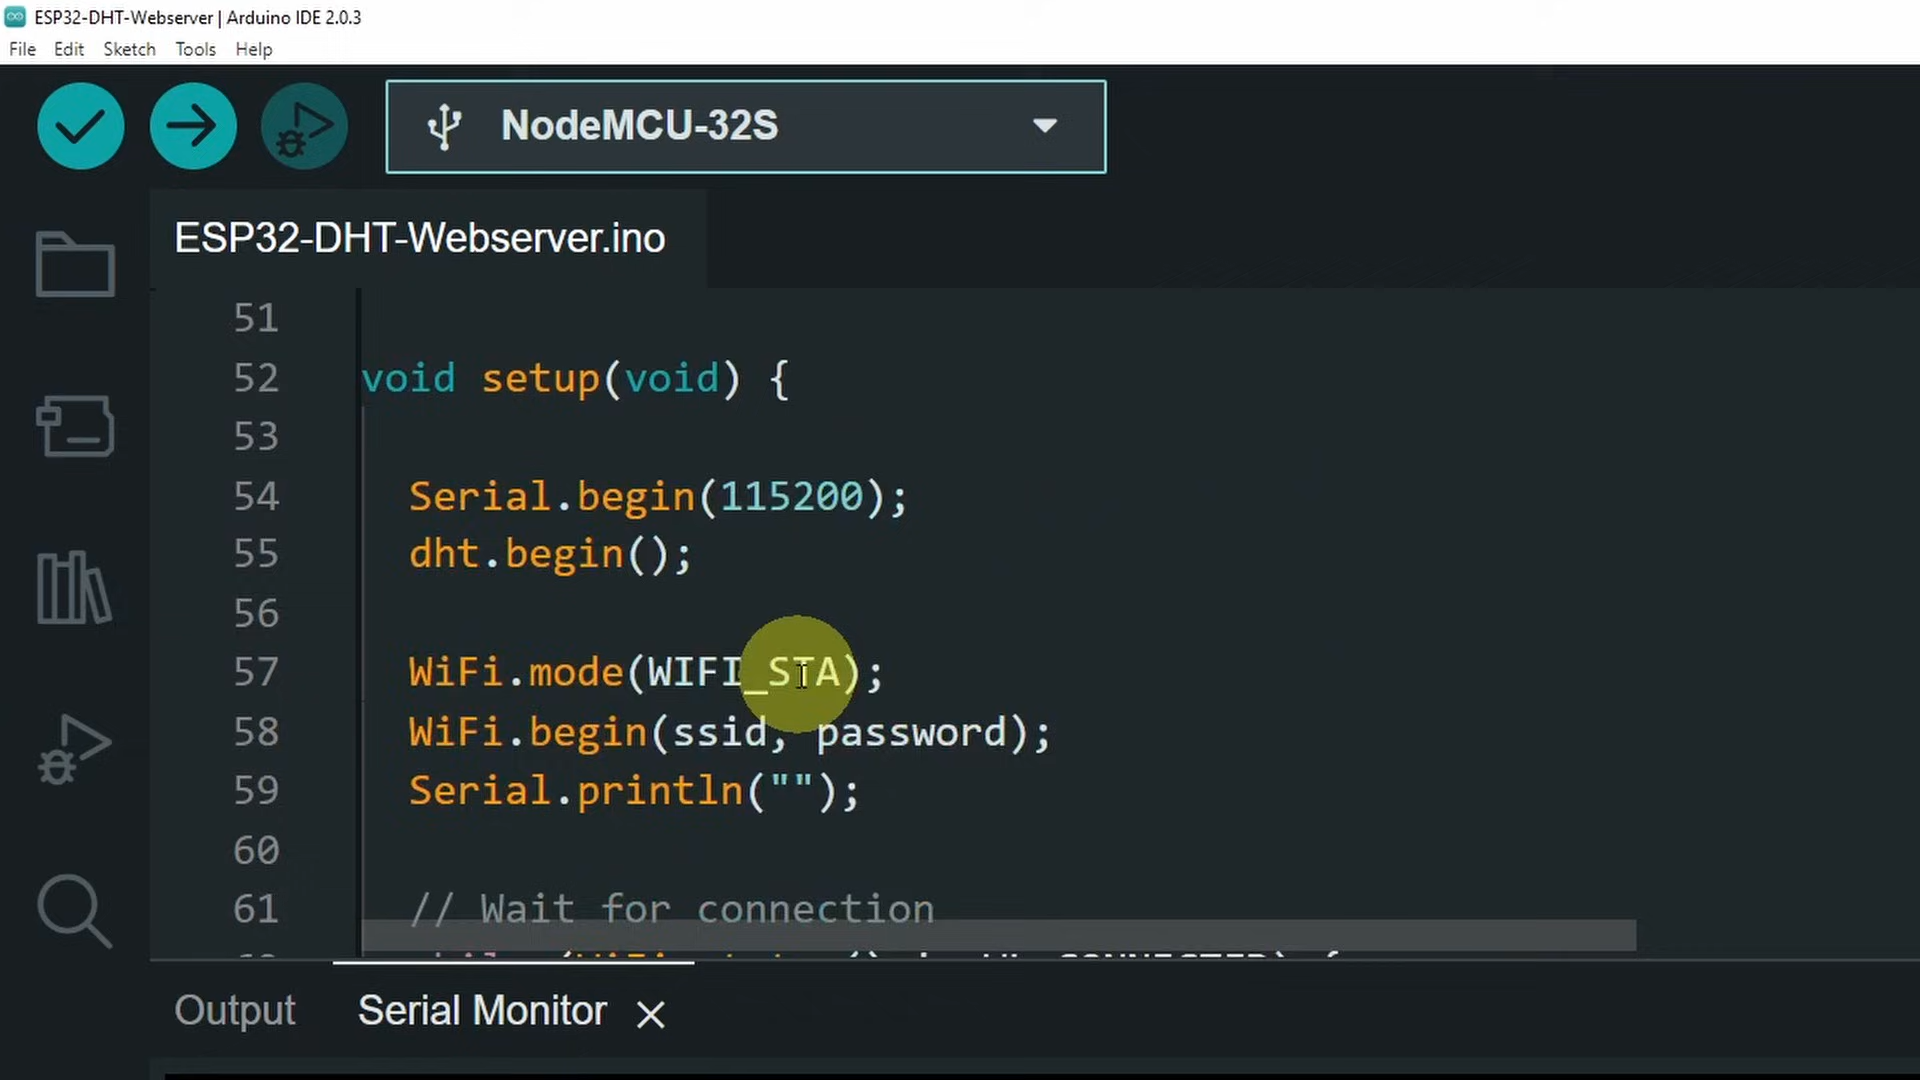 ESP32-DHT-Webserver | Arduino IDE 2.0.3
File Edit Sketch Tools Help
NodeMCU-32S
ESP32-DHT-Webserver.ino
51
52 void setup(void) {
53
54 Serial.begin(115200);
55 dht.begin();
56
57 WiFi.mode(WIFI_STA);
58 WiFi.begin(ssid, password);
59 Serial.println("");
60
61 // Wait for connection
Output Serial Monitor